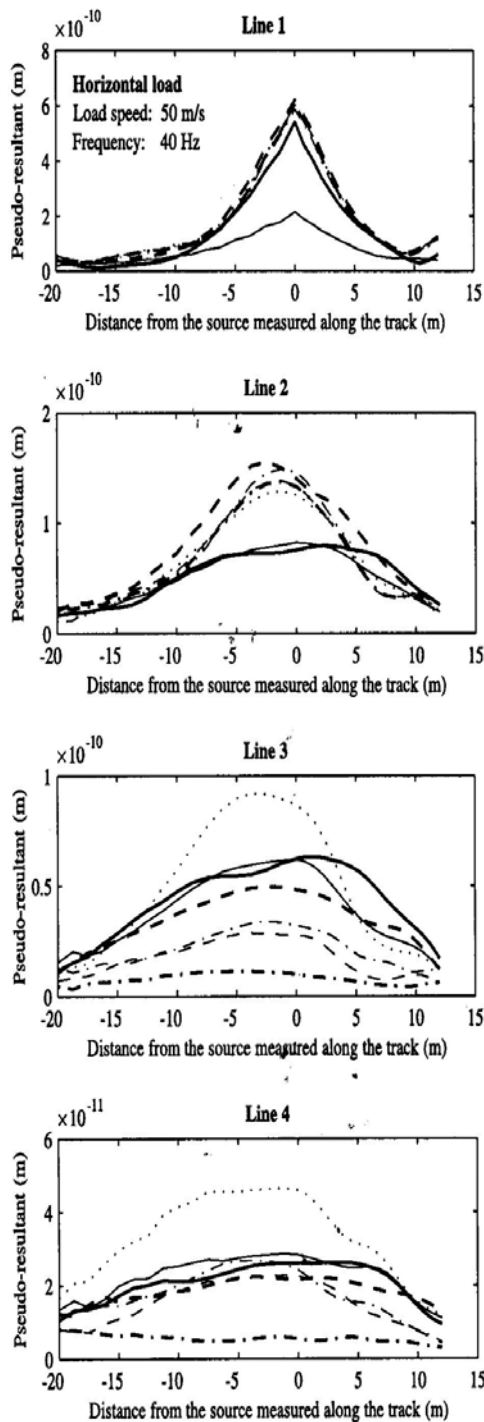 Line 1
×10⁻¹⁰
8
6
4
2
0
Pseudo-resultant (m)
Horizontal load
Load speed: 50 m/s
Frequency: 40 Hz
-20 -15 -10 -5 0 5 10 15
Distance from the source measured along the track (m)
Line 2
×10⁻¹⁰
2
1
0
Pseudo-resultant (m)
-20 -15 -10 -5 0 5 10 15
Distance from the source measured along the track (m)
Line 3
×10⁻¹⁰
1
0.5
0
Pseudo-resultant (m)
-20 -15 -10 -5 0 5 10 15
Distance from the source measured along the track (m)
Line 4
×10⁻¹¹
6
4
2
0
Pseudo-resultant (m)
-20 -15 -10 -5 0 5 10 15
Distance from the source measured along the track (m)